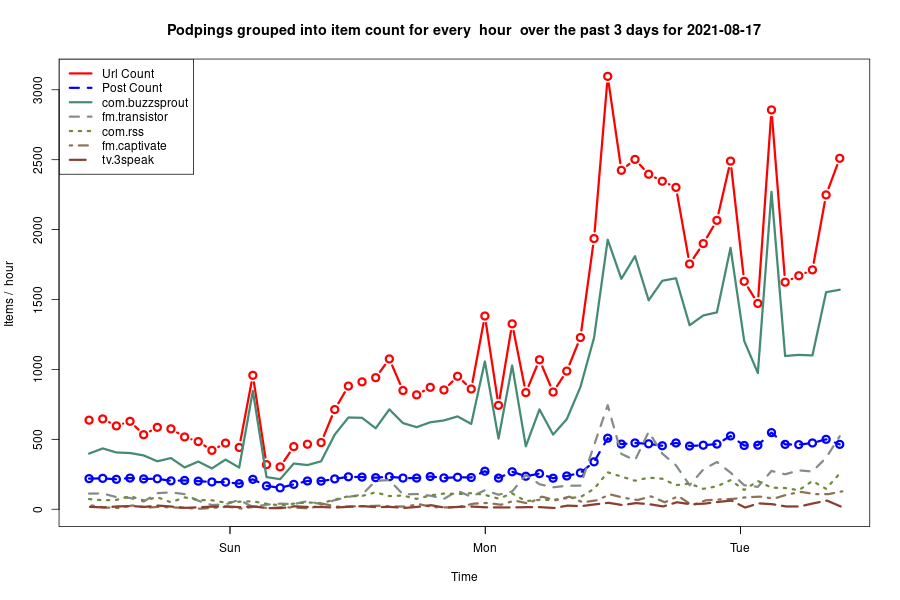 Podpings grouped into item count for every  hour  over the past 3 days for 2021-08-17
Url Count
Post Count
com.buzzsprout
fm.transistor
com.rss
fm.captivate
tv.3speak
3000
2500
2000
1500
1000
500
0
Items /  hour
Sun
Mon
Tue
Time